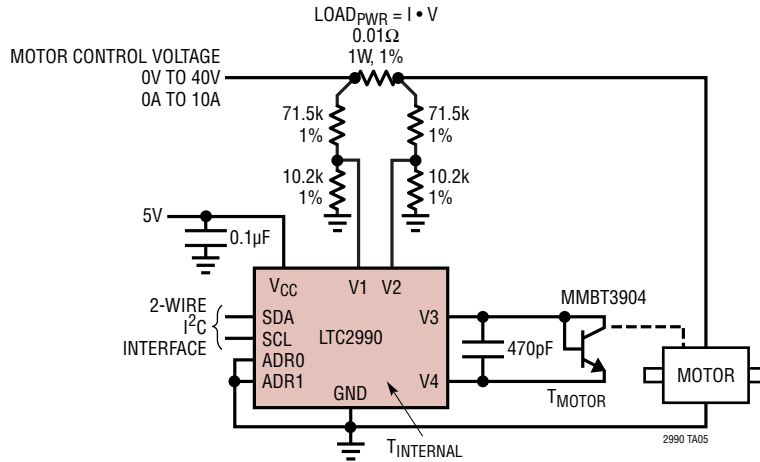 LOADPWR = I • V
0.01Ω
1W, 1%
MOTOR CONTROL VOLTAGE
0V TO 40V
0A TO 10A
71.5k
1%
71.5k
1%
10.2k
1%
10.2k
1%
5V
0.1µF
VCC
V1
V2
2-WIRE
I²C
INTERFACE
SDA
SCL
ADR0
ADR1
LTC2990
GND
V3
V4
470pF
MMBT3904
TMOTOR
MOTOR
TINTERNAL
2990 TA05